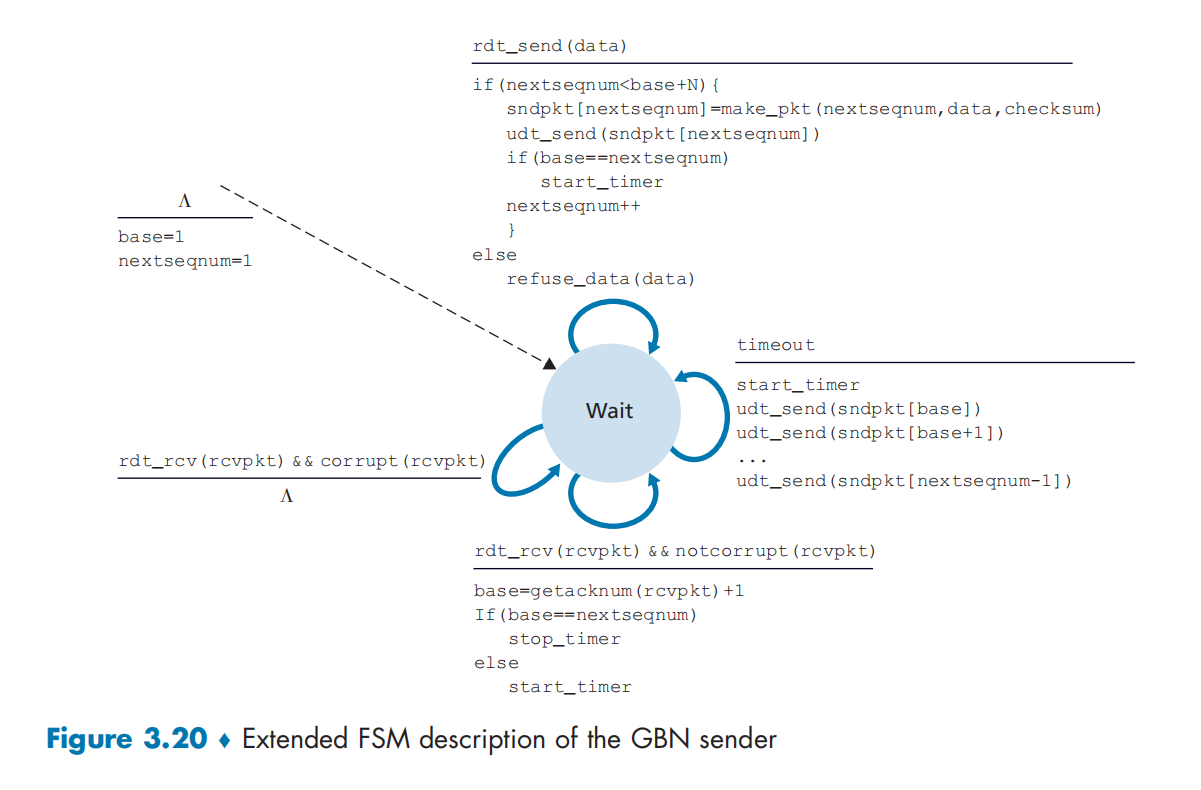 rdt_send(data)
if(nextseqnum<base+N){
sndpkt[nextseqnum]=make_pkt(nextseqnum,data,checksum)
udt_send(sndpkt[nextseqnum])
if(base==nextseqnum)
start_timer
nextseqnum++
}
else
refuse_data(data)
Λ
base=1
nextseqnum=1
timeout
start_timer
udt_send(sndpkt[base])
udt_send(sndpkt[base+1])
...
udt_send(sndpkt[nextseqnum-1])
Wait
rdt_rcv(rcvpkt) && corrupt(rcvpkt)
Λ
rdt_rcv(rcvpkt) && notcorrupt(rcvpkt)
base=getacknum(rcvpkt)+1
If(base==nextseqnum)
stop_timer
else
start_timer
Figure 3.20 ♦ Extended FSM description of the GBN sender